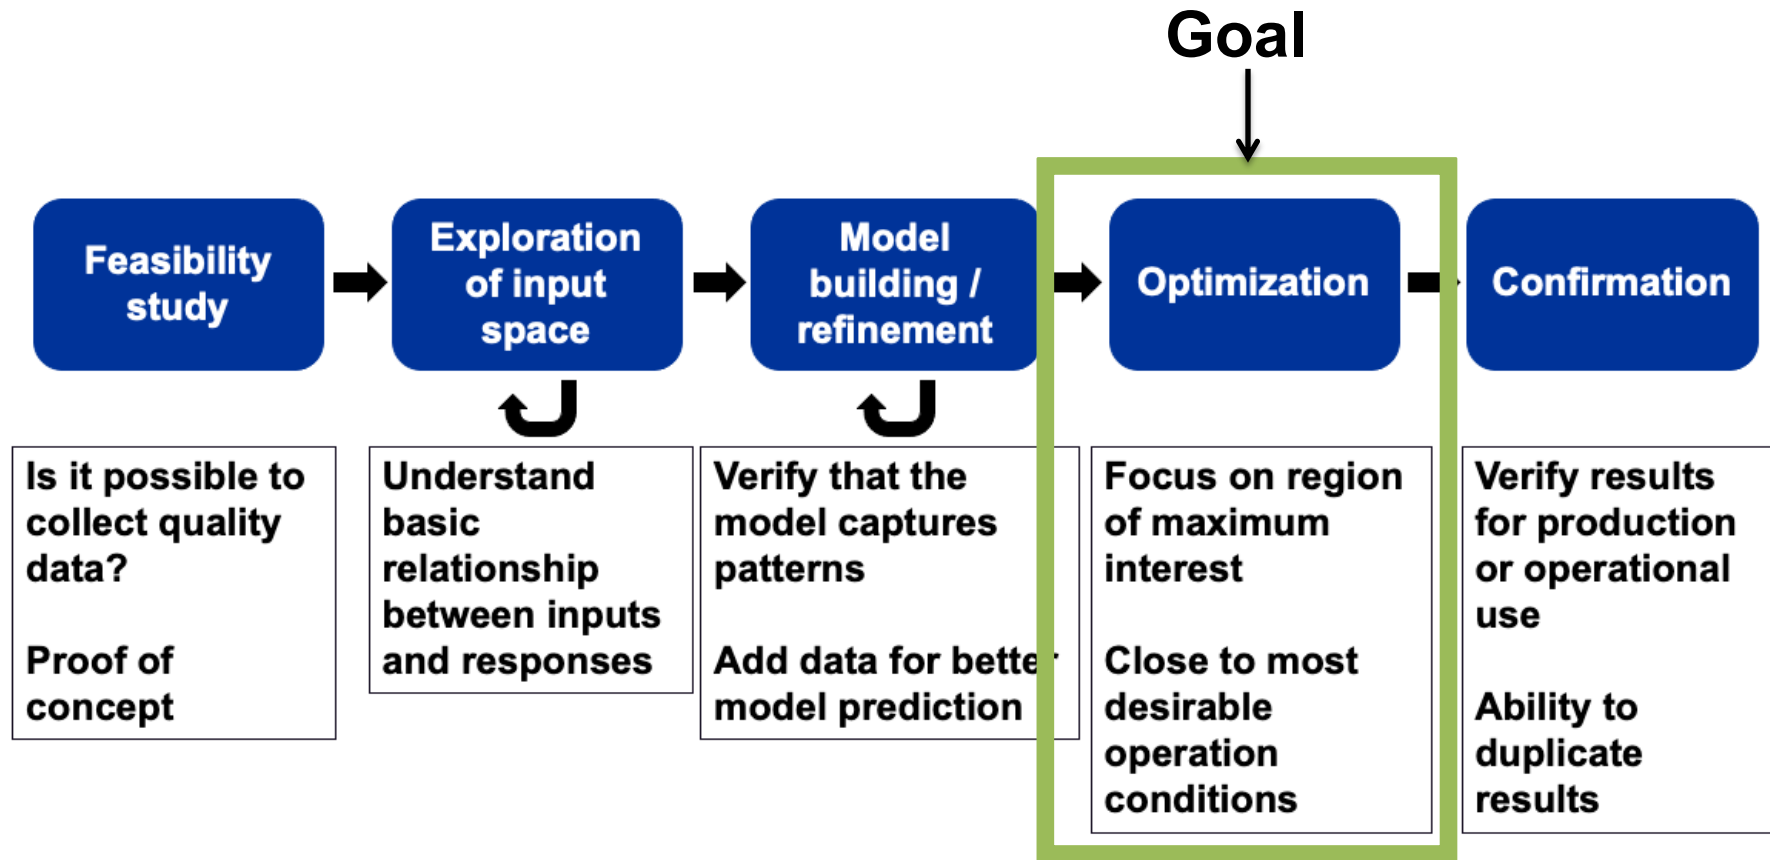 Goal
Feasibility
study
Exploration
of input
space
Model
building /
refinement
Optimization
Confirmation
Is it possible to
collect quality
data?
Proof of
concept
Understand
basic
relationship
between inputs
and responses
Verify that the
model captures
patterns
Add data for better
model prediction
Focus on region
of maximum
interest
Close to most
desirable
operation
conditions
Verify results
for production
or operational
use
Ability to
duplicate
results